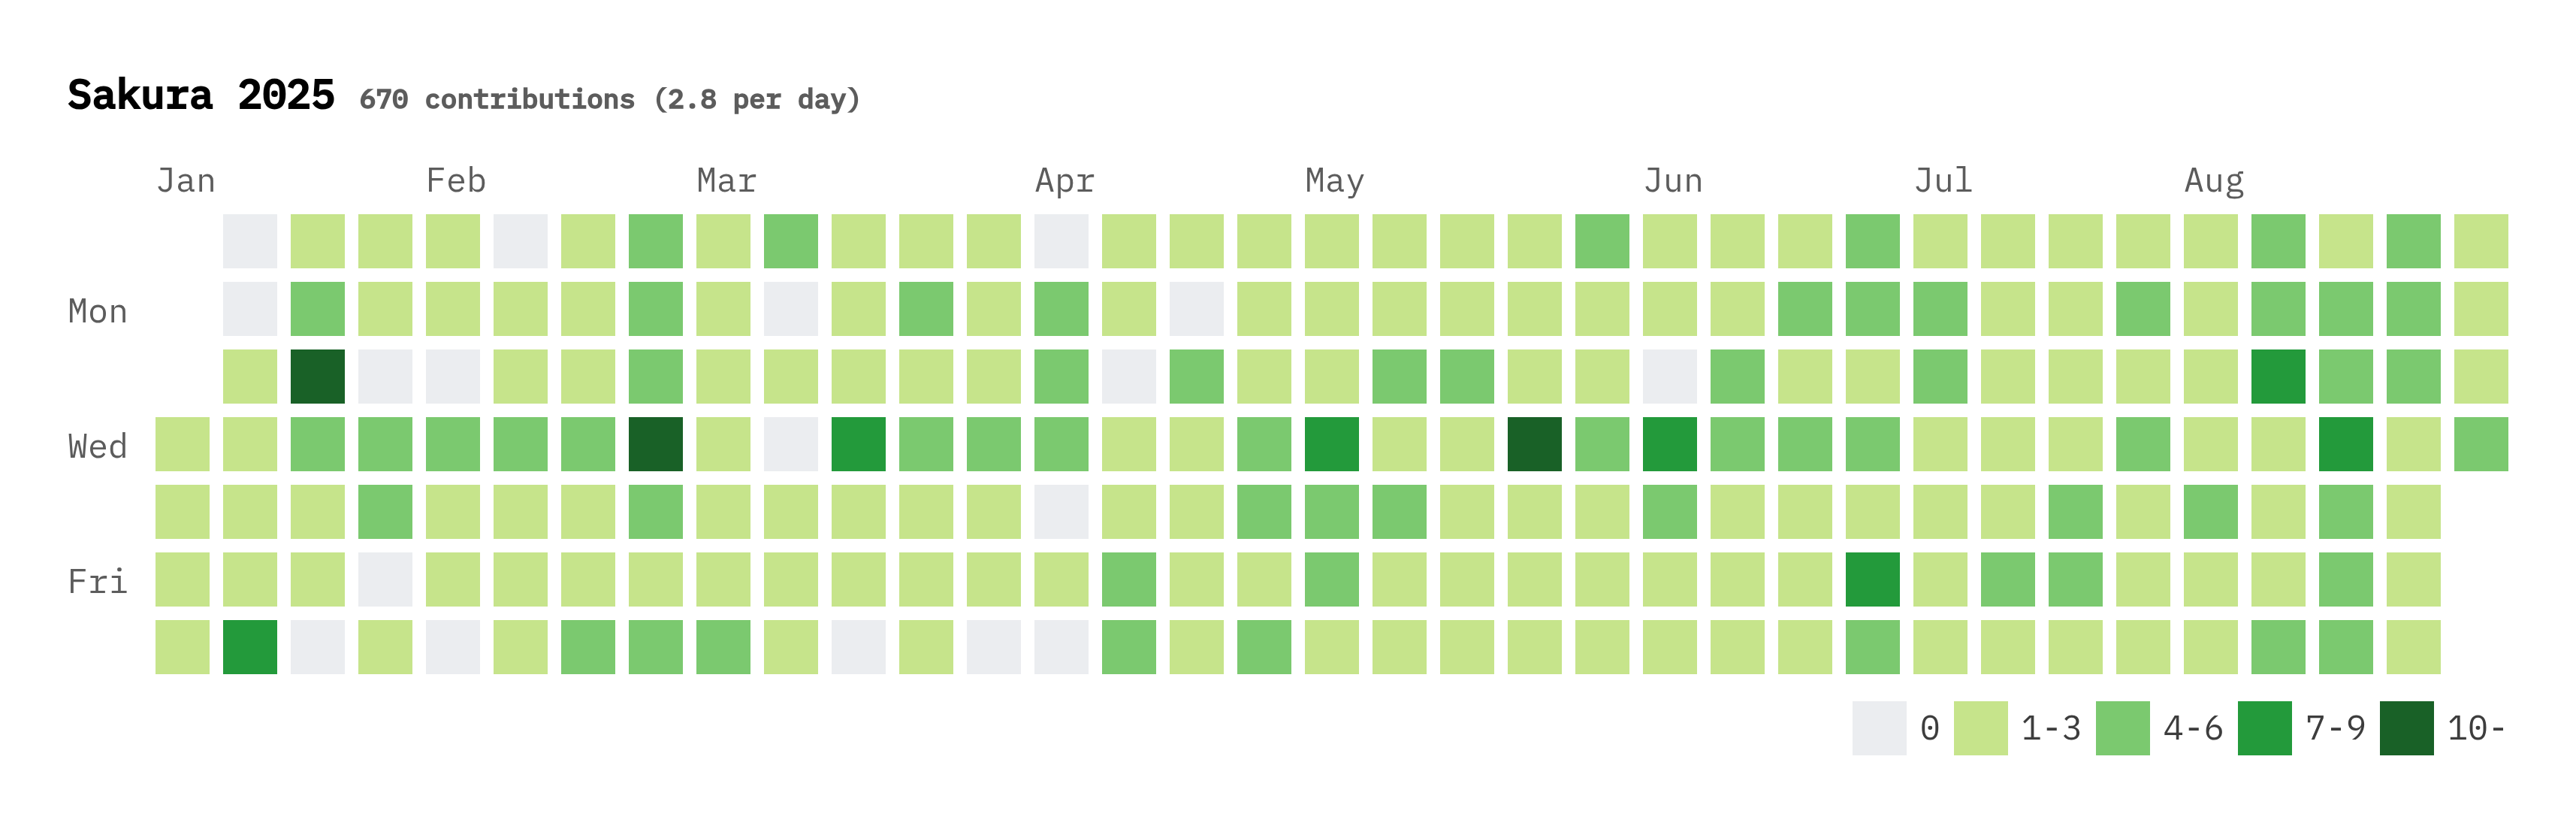 Sakura 2025 670 contributions (2.8 per day)
Jan Feb Mar Apr May Jun Jul Aug
Mon
Wed
Fri
0 1-3 4-6 7-9 10-